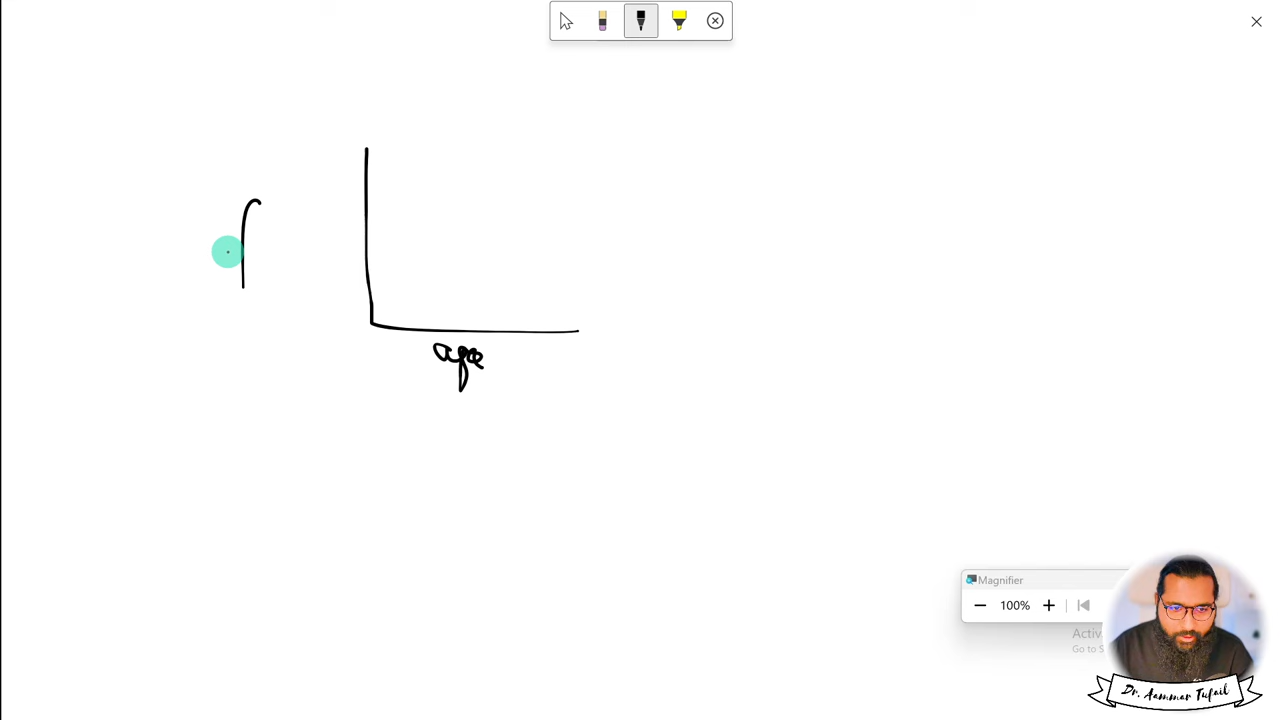 age
Magnifier
100%
Activ
Go to S
Dr. Aammar Tufail